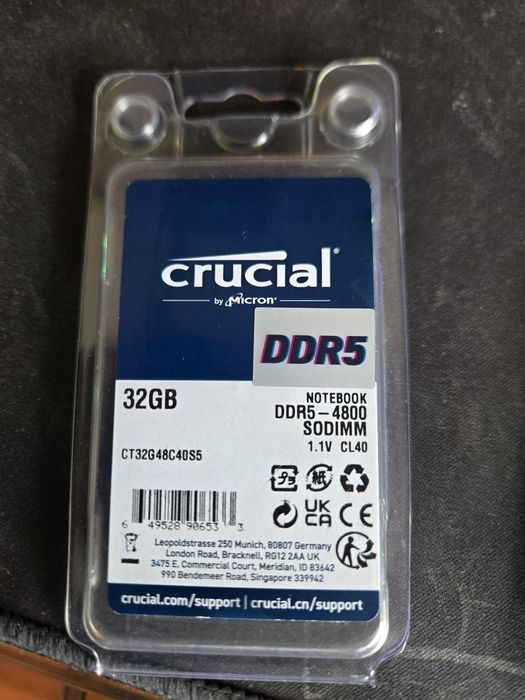 crucial®
by Micron®
DDR5
32GB
NOTEBOOK
DDR5-4800
SODIMM
1.1V CL40
CT32G48C40S5
紙
UK
CA
CE
6 49528 90653 3
Leopoldstrasse 250 Munich, 80807 Germany
London Road, Bracknell, RG12 2AA UK
3475 E. Commercial Court, Meridian, ID 83642
990 Bendemeer Road, Singapore 339942
crucial.com/support | crucial.cn/support